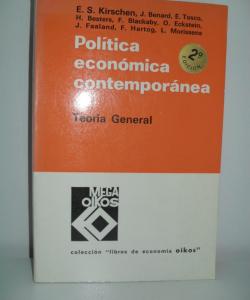 E. S. Kirschen, J. Benard, E. Tosco,
H. Besters, F. Blackaby, O. Eckstein,
J. Faaland, F. Hartog, L. Morissens
Política
económica
contemporánea
2ª
EDICION
Teoría General
MEGA
OIKOS
colección "libros de economía oikos"